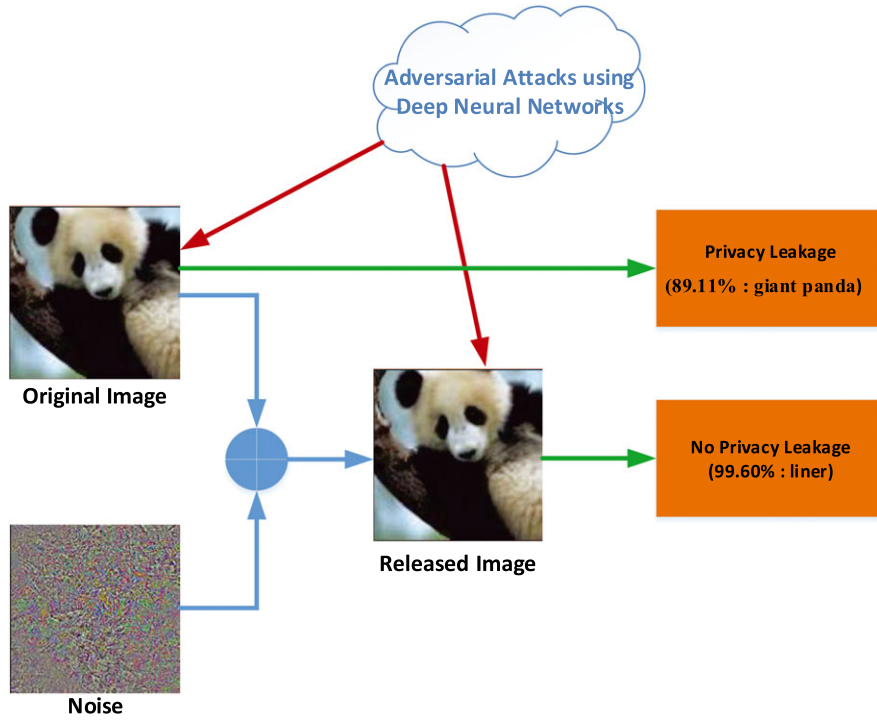 Adversarial Attacks using
Deep Neural Networks
Privacy Leakage
(89.11% : giant panda)
Original Image
No Privacy Leakage
(99.60% : liner)
Released Image
Noise